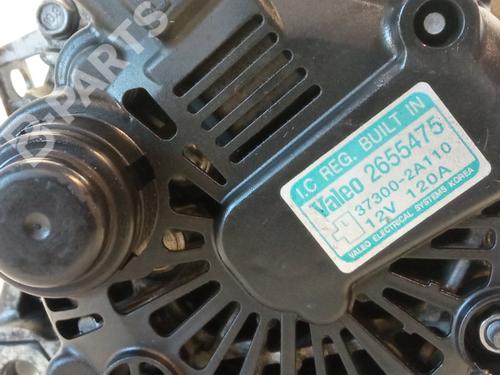 B-PARTS
I.C REG. BUILT IN
Valeo 2655475
37300-2A110
12V 120A
VALEO ELECTRICAL SYSTEMS KOREA